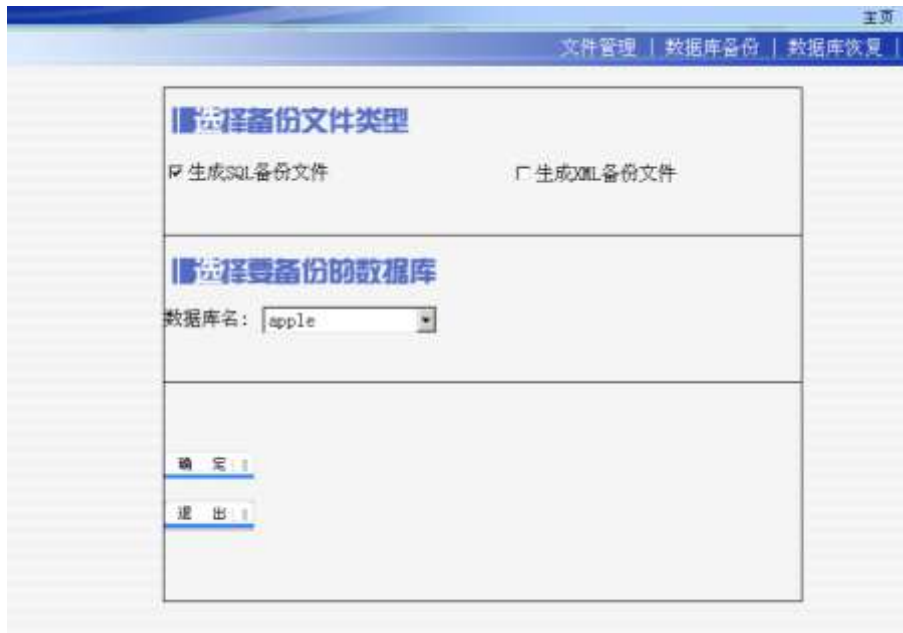 主页
文件管理 | 数据库备份 | 数据库恢复 |
选择备份文件类型
生成SQL备份文件 生成XML备份文件
选择要备份的数据库
数据库名: apple
确 定
退 出